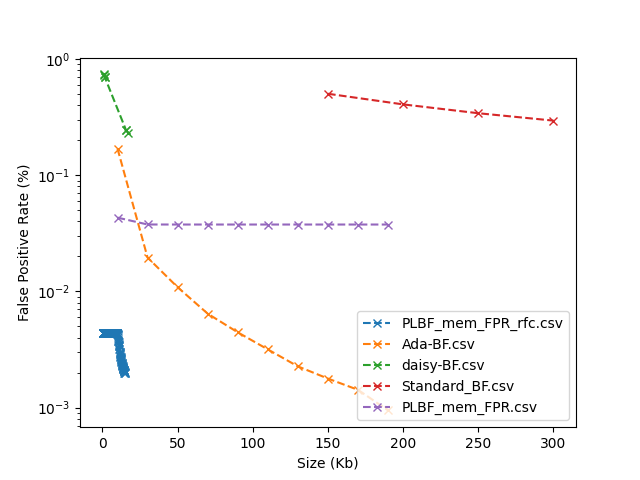 10⁰
10⁻¹
10⁻²
10⁻³
False Positive Rate (%)
PLBF_mem_FPR_rfc.csv
Ada-BF.csv
daisy-BF.csv
Standard_BF.csv
PLBF_mem_FPR.csv
0 50 100 150 200 250 300
Size (Kb)